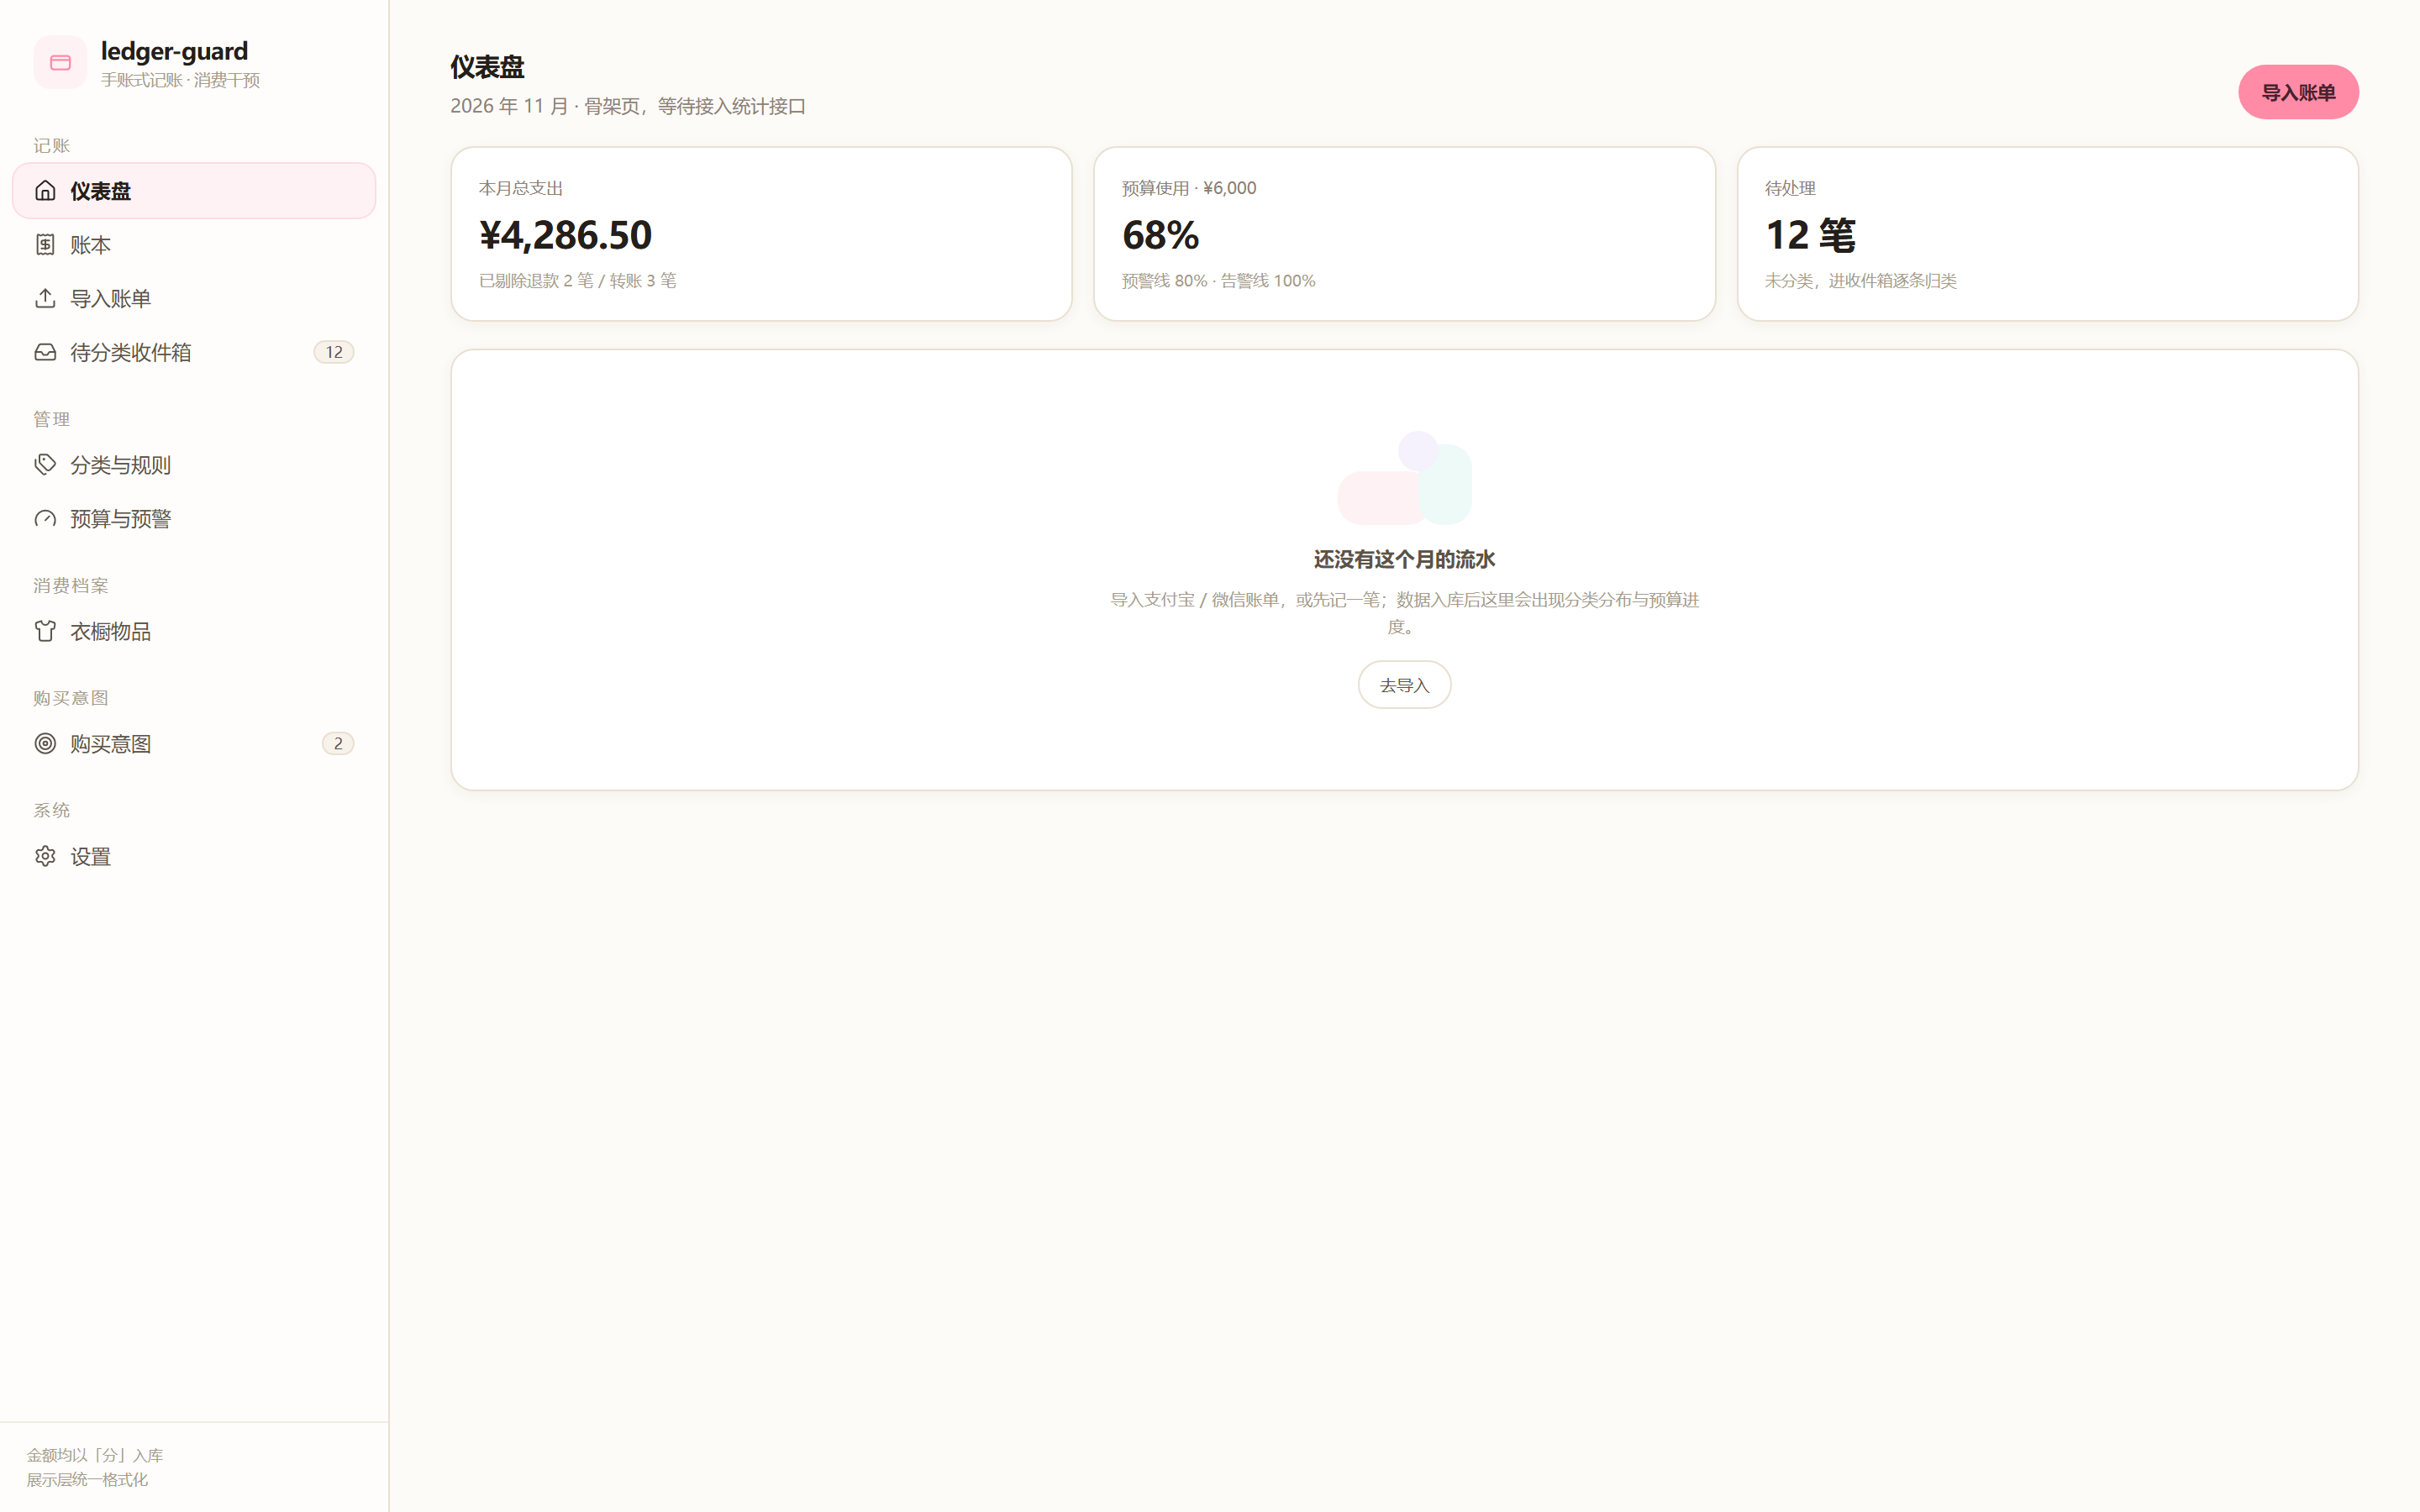 ledger-guard
手账式记账 · 消费干预
记账
仪表盘
账本
导入账单
待分类收件箱 12
管理
分类与规则
预算与预警
消费档案
衣橱物品
购买意图
购买意图 2
系统
设置
金额均以「分」入库
展示层统一格式化
仪表盘
2026 年 11 月 · 骨架页，等待接入统计接口
导入账单
本月总支出
¥4,286.50
已剔除退款 2 笔 / 转账 3 笔
预算使用 · ¥6,000
68%
预警线 80% · 告警线 100%
待处理
12 笔
未分类，进收件箱逐条归类
还没有这个月的流水
导入支付宝 / 微信账单，或先记一笔；数据入库后这里会出现分类分布与预算进
度。
去导入